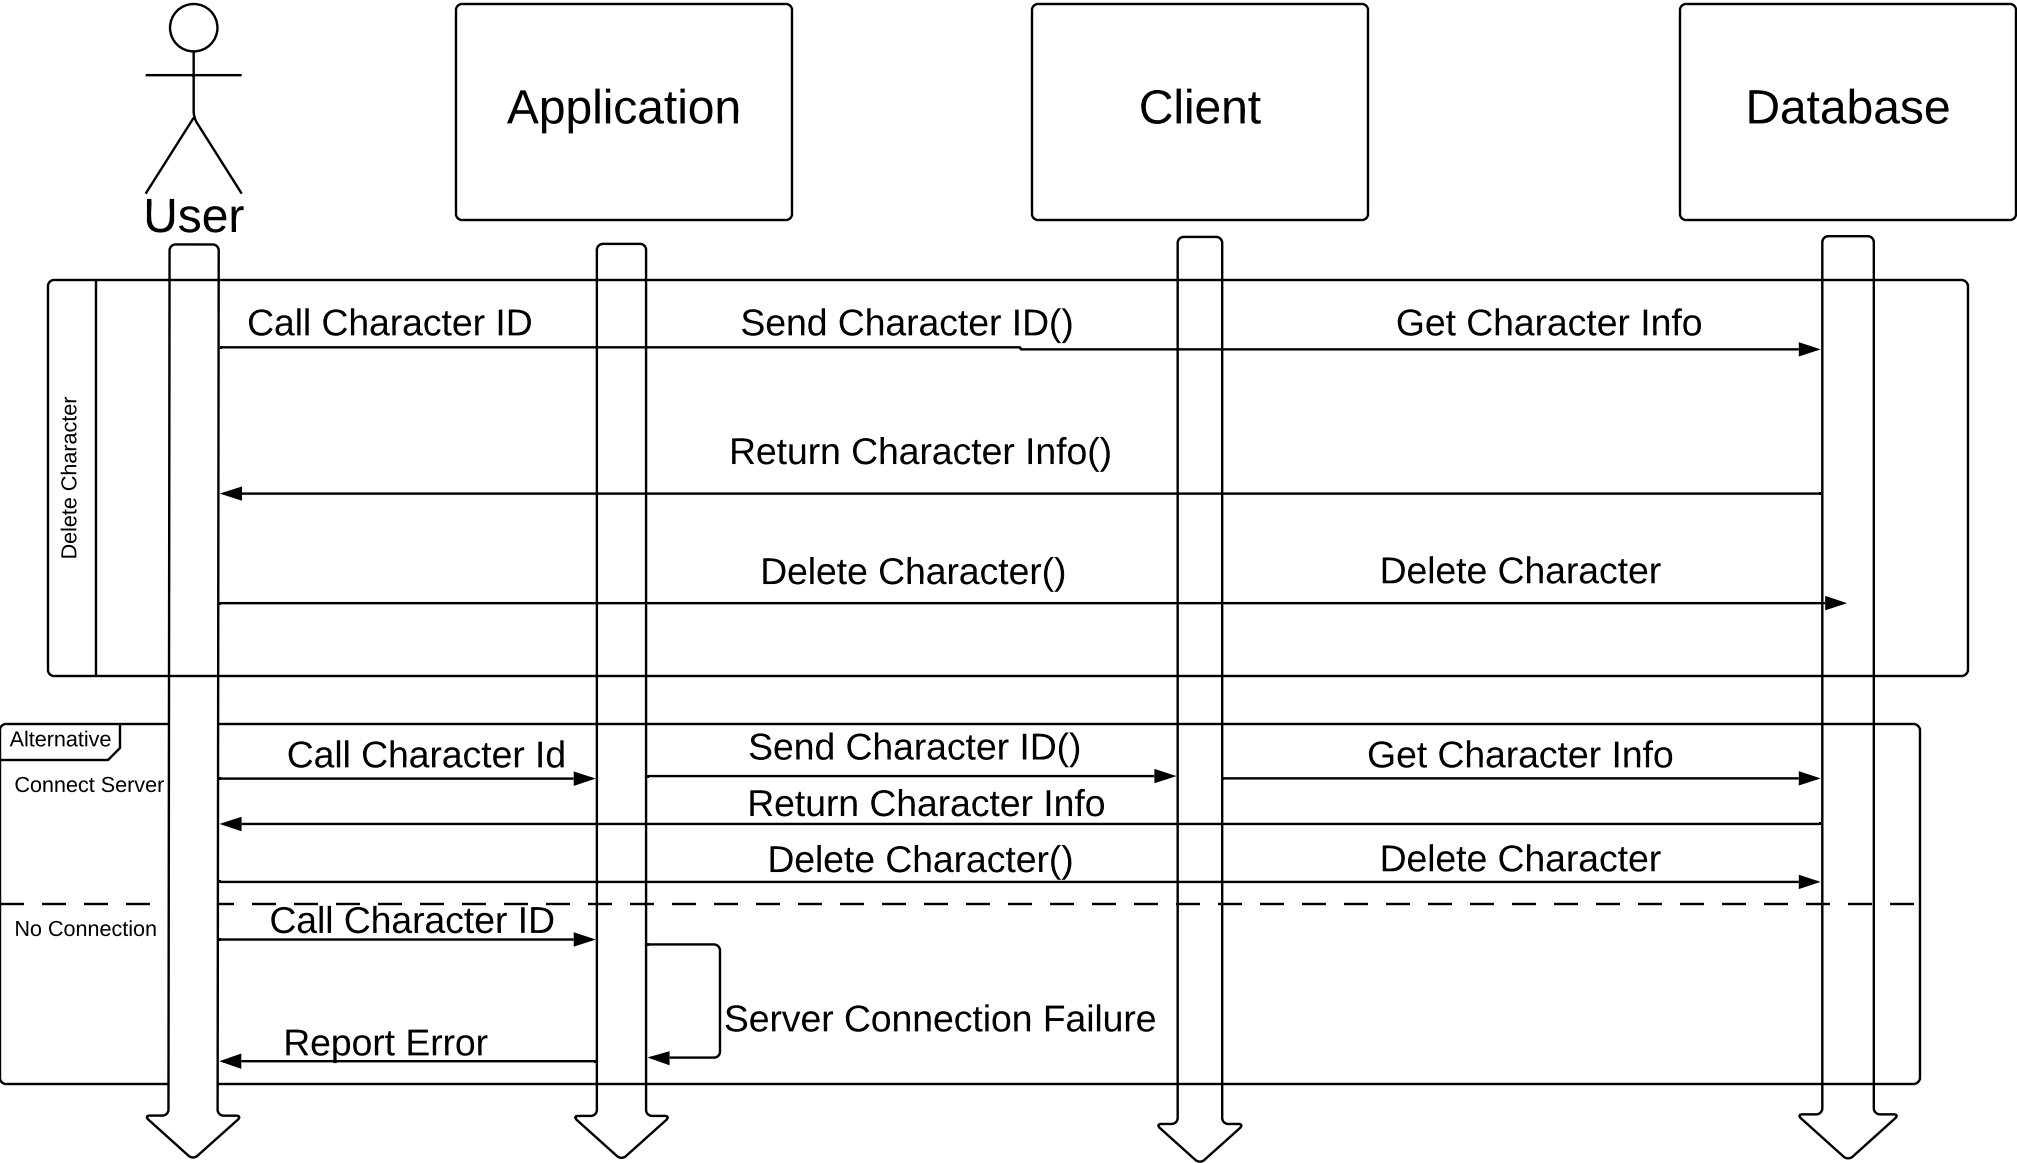 User
Application
Client
Database
Delete Character
Call Character ID
Send Character ID()
Get Character Info
Return Character Info()
Delete Character()
Delete Character
Alternative
Connect Server
Call Character Id
Send Character ID()
Get Character Info
Return Character Info
Delete Character()
Delete Character
No Connection
Call Character ID
Server Connection Failure
Report Error